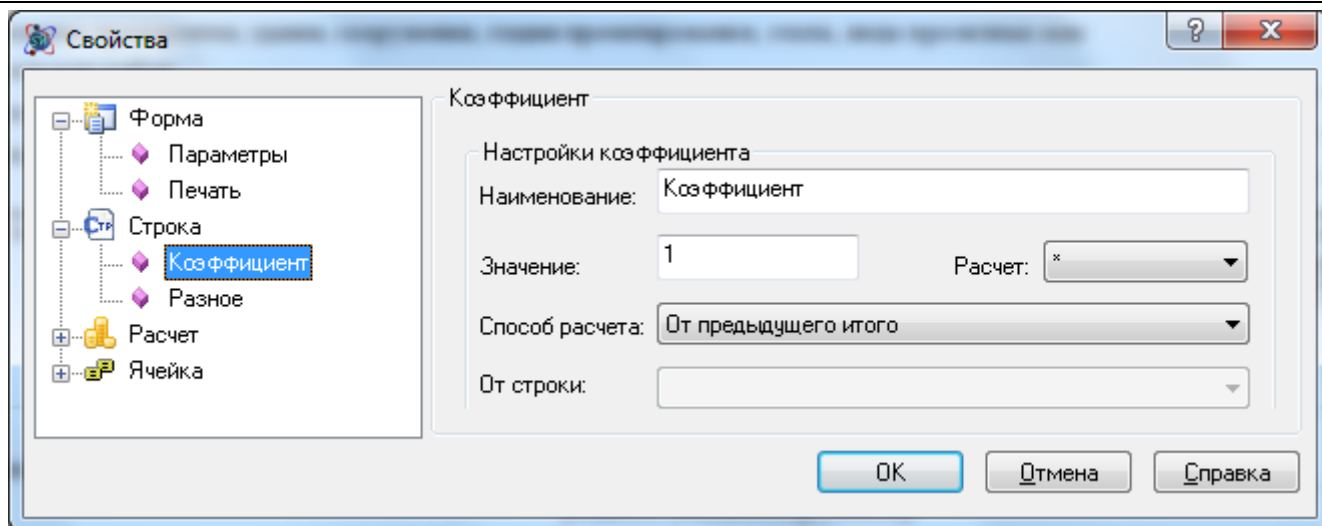 Свойства
Форма
Параметры
Печать
Стр Строка
Коэффициент
Разное
Расчет
Ячейка
Коэффициент
Настройки коэффициента
Наименование: Коэффициент
Значение: 1 Расчет: *
Способ расчета: От предыдущего итого
От строки:
OK Отмена Справка